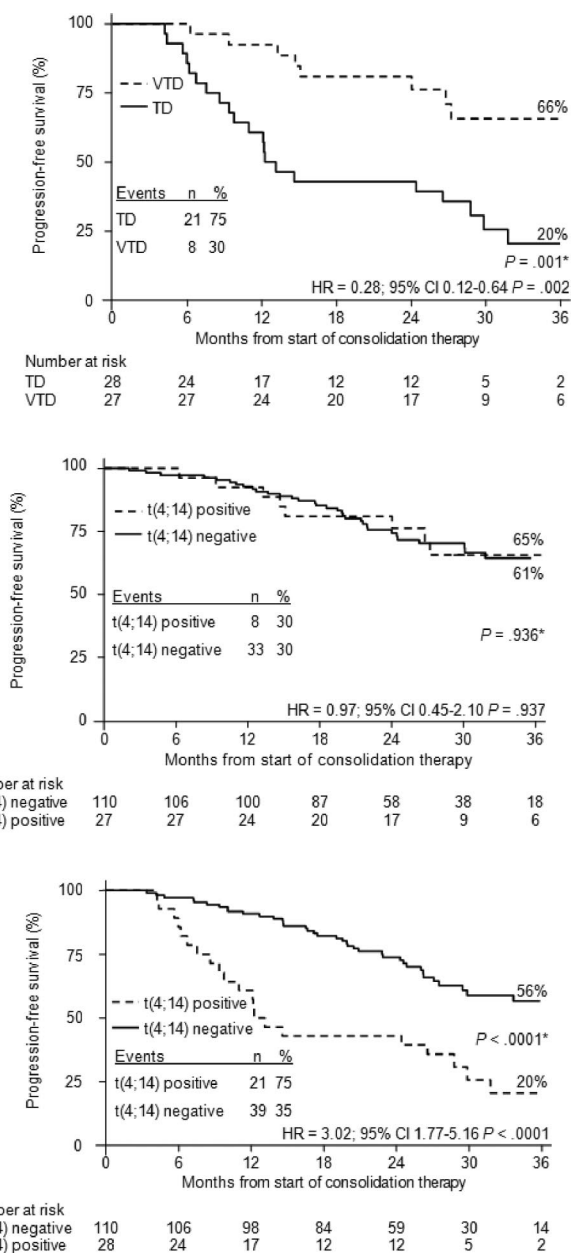 100
75
50
25
0
Progression-free survival (%)
VTD
TD
66%
20%
Events n %
TD 21 75
VTD 8 30
P = .001*
HR = 0.28; 95% CI 0.12-0.64 P = .002
0 6 12 18 24 30 36
Months from start of consolidation therapy
Number at risk
TD 28 24 17 12 12 5 2
VTD 27 27 24 20 17 9 6
100
75
50
25
0
Progression-free survival (%)
t(4;14) positive
t(4;14) negative
65%
61%
Events n %
t(4;14) positive 8 30
t(4;14) negative 33 30
P = .936*
HR = 0.97; 95% CI 0.45-2.10 P = .937
0 6 12 18 24 30 36
Months from start of consolidation therapy
ber at risk
4) negative 110 106 100 87 58 38 18
4) positive 27 27 24 20 17 9 6
100
75
50
25
0
Progression-free survival (%)
t(4;14) positive
t(4;14) negative
56%
20%
P < .0001*
Events n %
t(4;14) positive 21 75
t(4;14) negative 39 35
HR = 3.02; 95% CI 1.77-5.16 P < .0001
0 6 12 18 24 30 36
Months from start of consolidation therapy
ber at risk
4) negative 110 106 98 84 59 30 14
4) positive 28 24 17 12 12 5 2